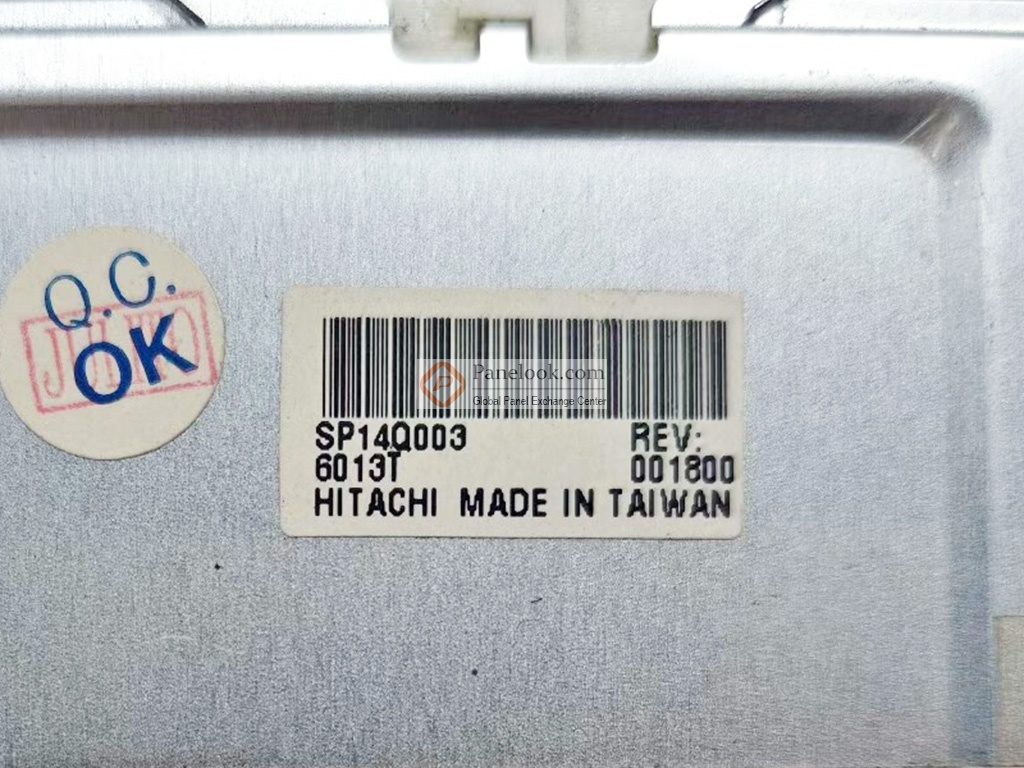 Q.C.
OK
Panelook.com
Global Panel Exchange Center
SP14Q003 REV:
6013T 001800
HITACHI MADE IN TAIWAN